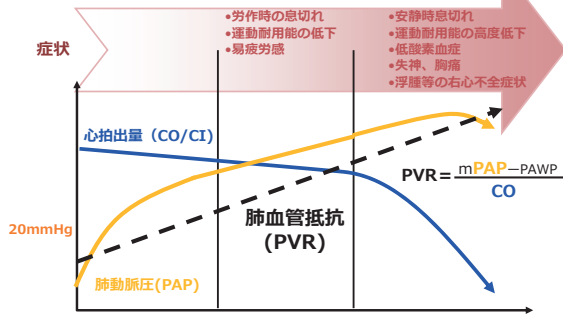 症状
•労作時の息切れ
•運動耐用能の低下
•易疲労感
•安静時息切れ
•運動耐用能の高度低下
•低酸素血症
•失神、胸痛
•浮腫等の右心不全症状
心拍出量（CO/CI)
PVR=
mPAP−PAWP
CO
20mmHg
肺血管抵抗
(PVR)
肺動脈圧(PAP)